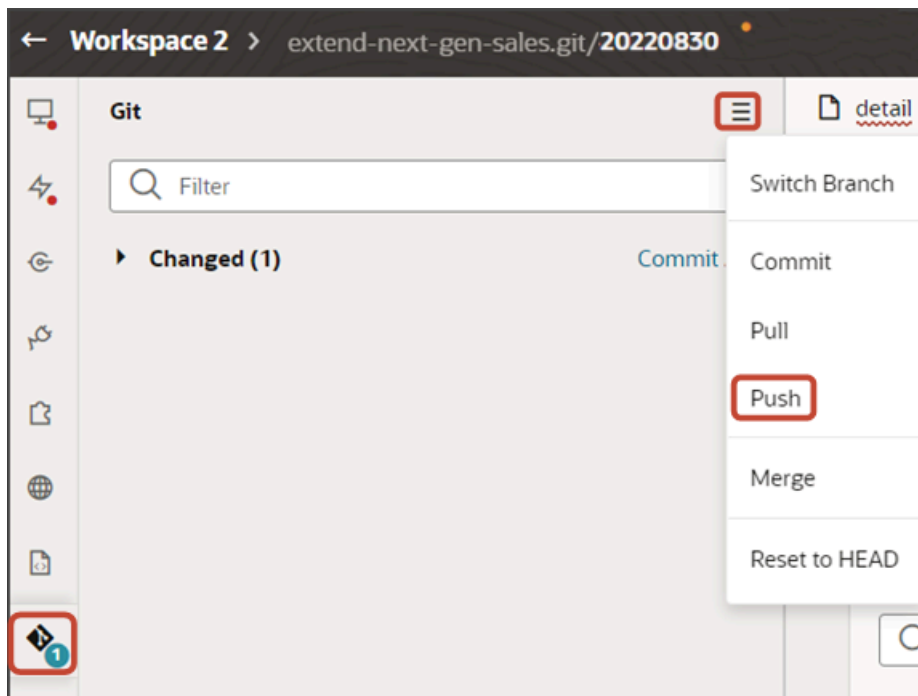 ← Workspace 2 > extend-next-gen-sales.git/20220830
Git
detail
Filter
Switch Branch
Changed (1)
Commit
Commit
Pull
Push
Merge
Reset to HEAD
1